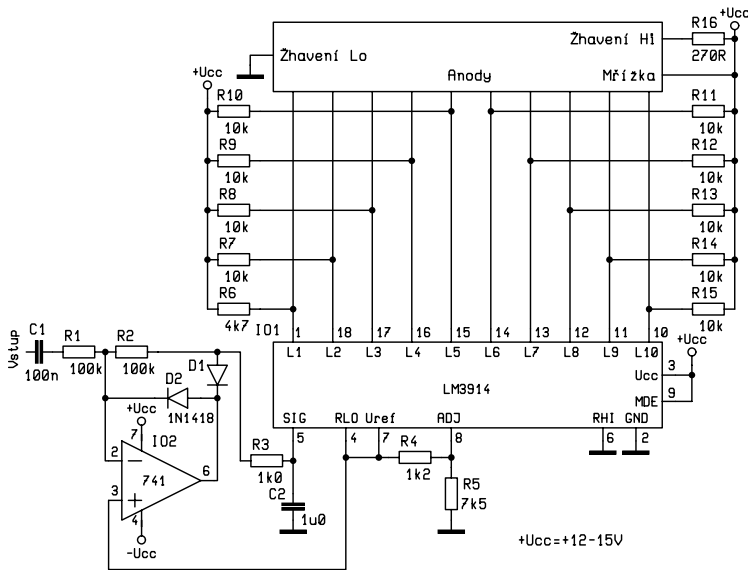 +Ucc
R16
270R
Žhavení Hi
Žhavení Lo
Anody
Mřížka
+Ucc
R10
10k
R11
10k
R9
10k
R12
10k
R8
10k
R13
10k
R7
10k
R14
10k
R6
4k7
R15
10k
IO1
1 18 17 16 15 14 13 12 11 10
L1 L2 L3 L4 L5 L6 L7 L8 L9 L10
+Ucc
Ucc 3
MDE 9
LM3914
SIG RLO Uref ADJ RHI GND
5 4 7 8 6 2
Vstup
C1
100n
R1
100k
R2
100k
D1
D2
1N1418
+Ucc
7
IO2
2
741
6
3
4
-Ucc
R3
1k0
C2
1u0
R4
1k2
R5
7k5
+Ucc=+12-15V